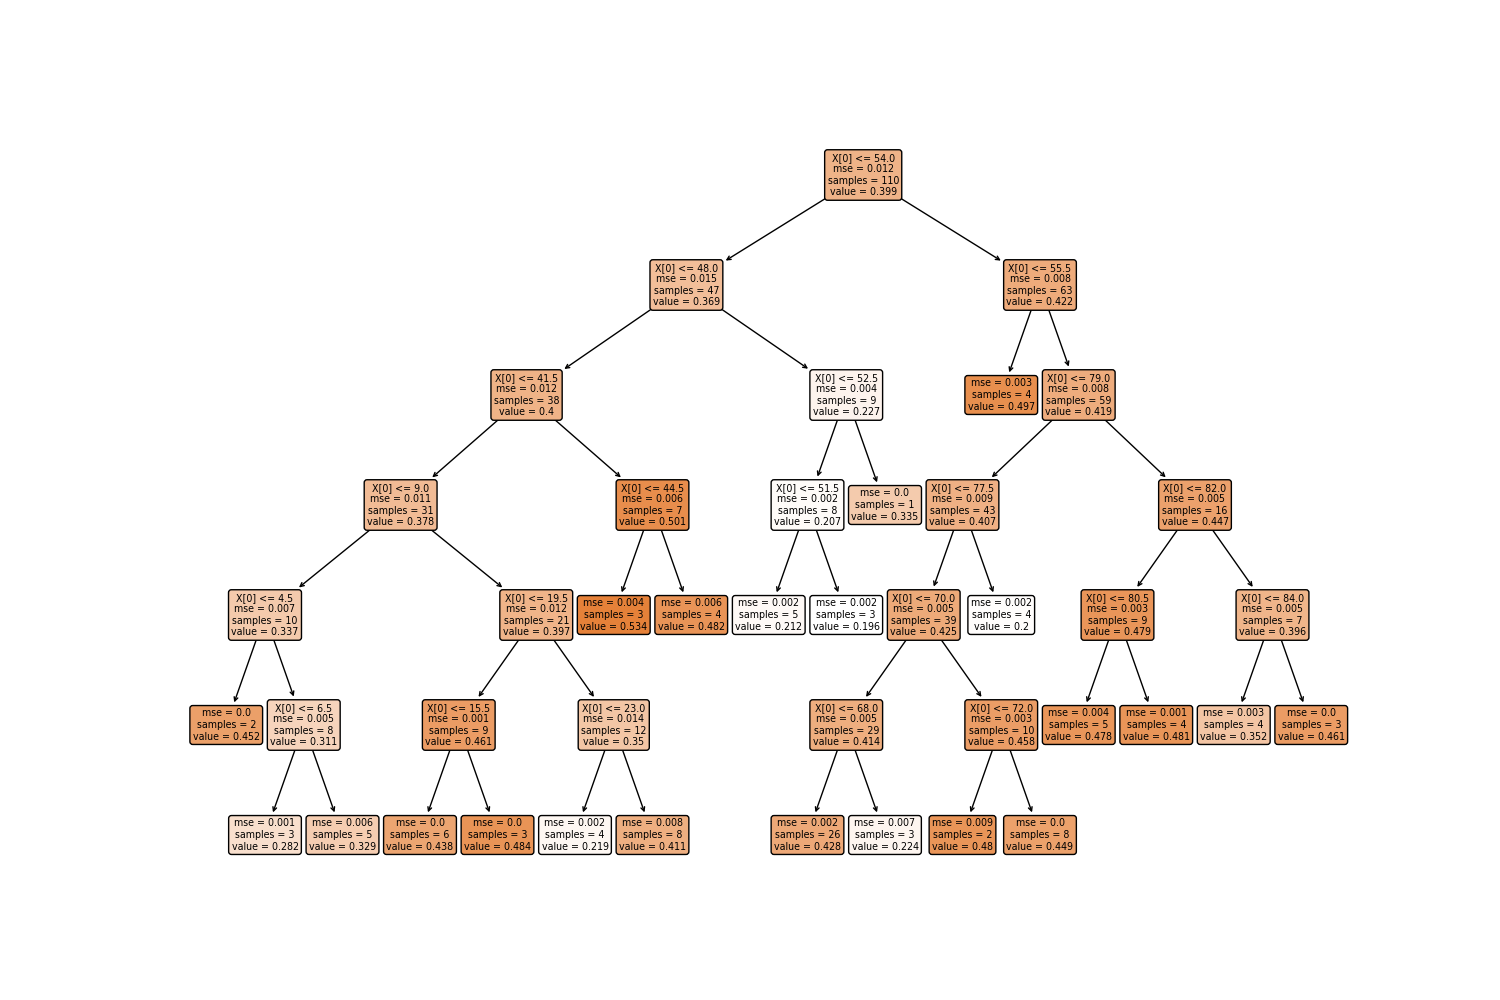 X[0] <= 54.0
mse = 0.012
samples = 110
value = 0.399
X[0] <= 48.0
mse = 0.015
samples = 47
value = 0.369
X[0] <= 55.5
mse = 0.008
samples = 63
value = 0.422
X[0] <= 41.5
mse = 0.012
samples = 38
value = 0.4
X[0] <= 52.5
mse = 0.004
samples = 9
value = 0.227
mse = 0.003
samples = 4
value = 0.497
X[0] <= 79.0
mse = 0.008
samples = 59
value = 0.419
X[0] <= 9.0
mse = 0.011
samples = 31
value = 0.378
X[0] <= 44.5
mse = 0.006
samples = 7
value = 0.501
X[0] <= 51.5
mse = 0.002
samples = 8
value = 0.207
mse = 0.0
samples = 1
value = 0.335
X[0] <= 77.5
mse = 0.009
samples = 43
value = 0.407
X[0] <= 82.0
mse = 0.005
samples = 16
value = 0.447
X[0] <= 4.5
mse = 0.007
samples = 10
value = 0.337
X[0] <= 19.5
mse = 0.012
samples = 21
value = 0.397
mse = 0.004
samples = 3
value = 0.534
mse = 0.006
samples = 4
value = 0.482
mse = 0.002
samples = 5
value = 0.212
mse = 0.002
samples = 3
value = 0.196
X[0] <= 70.0
mse = 0.005
samples = 39
value = 0.425
mse = 0.002
samples = 4
value = 0.2
X[0] <= 80.5
mse = 0.003
samples = 9
value = 0.479
X[0] <= 84.0
mse = 0.005
samples = 7
value = 0.396
mse = 0.0
samples = 2
value = 0.452
X[0] <= 6.5
mse = 0.005
samples = 8
value = 0.311
X[0] <= 15.5
mse = 0.001
samples = 9
value = 0.461
X[0] <= 23.0
mse = 0.014
samples = 12
value = 0.35
X[0] <= 68.0
mse = 0.005
samples = 29
value = 0.414
X[0] <= 72.0
mse = 0.003
samples = 10
value = 0.458
mse = 0.004
samples = 5
value = 0.478
mse = 0.001
samples = 4
value = 0.481
mse = 0.003
samples = 4
value = 0.352
mse = 0.0
samples = 3
value = 0.461
mse = 0.001
samples = 3
value = 0.282
mse = 0.006
samples = 5
value = 0.329
mse = 0.0
samples = 6
value = 0.438
mse = 0.0
samples = 3
value = 0.484
mse = 0.002
samples = 4
value = 0.219
mse = 0.008
samples = 8
value = 0.411
mse = 0.002
samples = 26
value = 0.428
mse = 0.007
samples = 3
value = 0.224
mse = 0.009
samples = 2
value = 0.48
mse = 0.0
samples = 8
value = 0.449